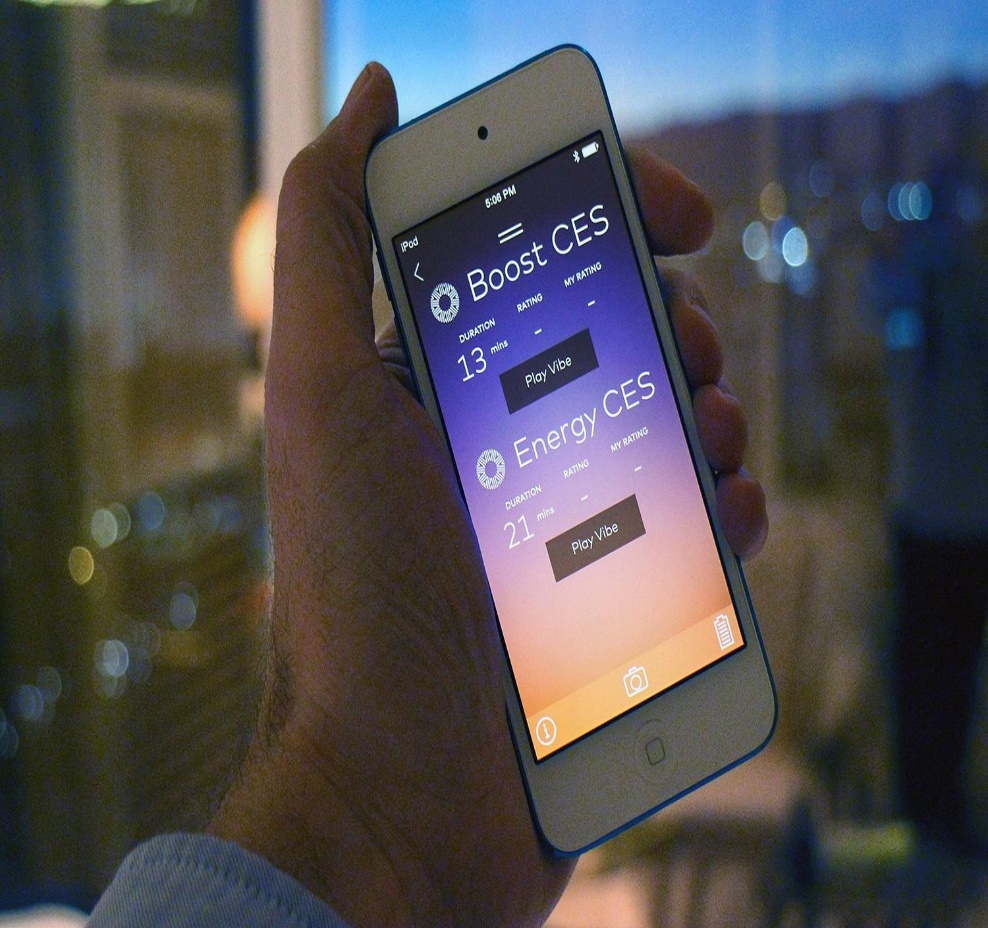 iPod 5:06 PM
Boost CES
DURATION RATING MY RATING
13 mins - -
Play Vibe
Energy CES
DURATION RATING MY RATING
21 mins - -
Play Vibe
i